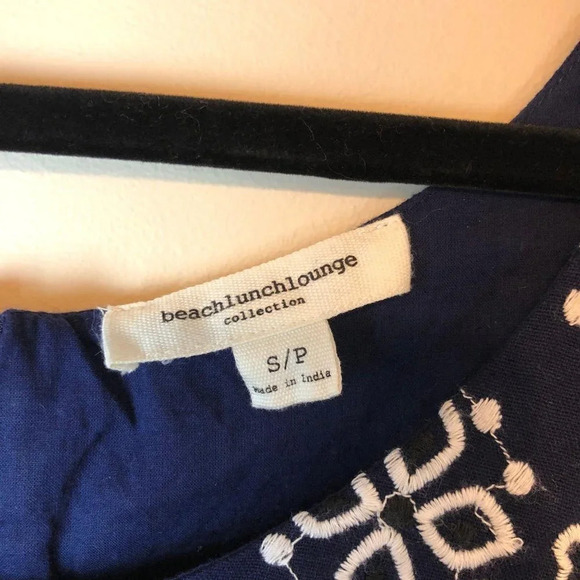 beachlunchlounge
collection
S/P
Made in India